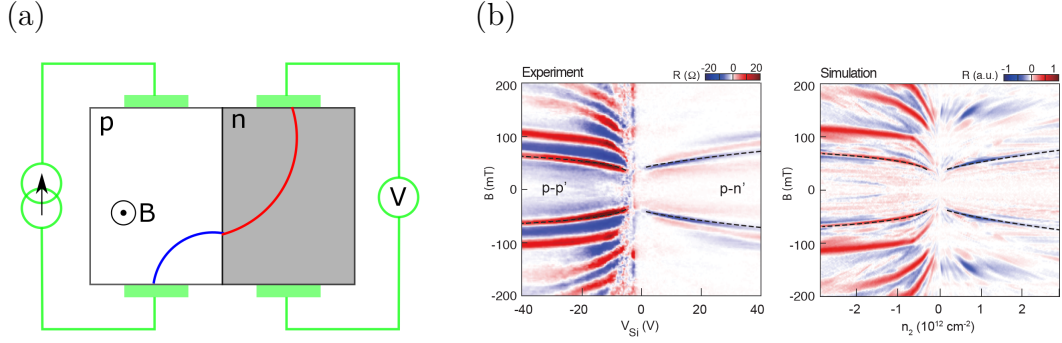 (a)
p
n
B
V
(b)
Experiment
R (Ω)
-20 0 20
B (mT)
200
100
0
-100
-200
p-p'
p-n'
-40 -20 0 20 40
V_Si (V)
Simulation
R (a.u.)
-1 0 1
B (mT)
200
100
0
-100
-200
-2 -1 0 1 2
n_2 (10^12 cm^-2)